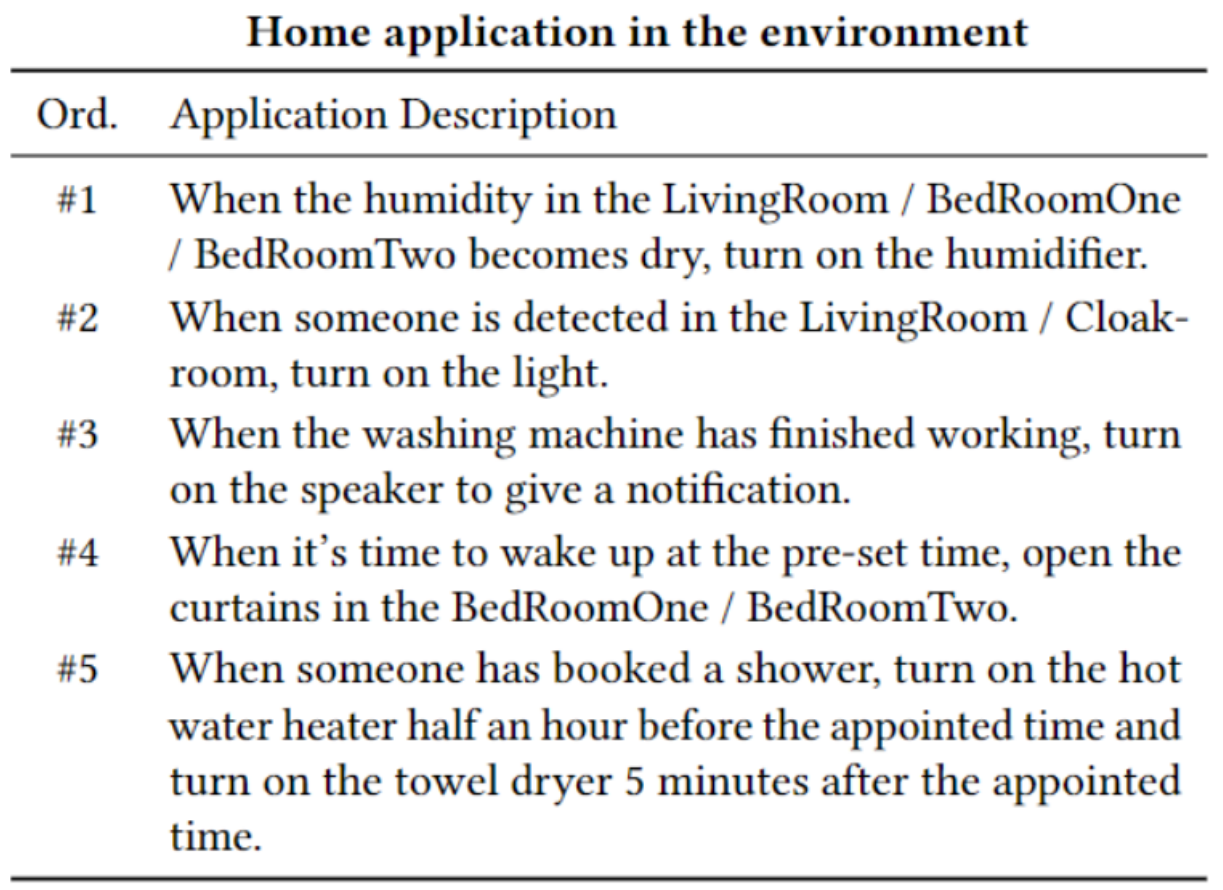 Home application in the environment
Ord. Application Description
#1 When the humidity in the LivingRoom / BedRoomOne
/ BedRoomTwo becomes dry, turn on the humidifier.
#2 When someone is detected in the LivingRoom / Cloak-
room, turn on the light.
#3 When the washing machine has finished working, turn
on the speaker to give a notification.
#4 When it's time to wake up at the pre-set time, open the
curtains in the BedRoomOne / BedRoomTwo.
#5 When someone has booked a shower, turn on the hot
water heater half an hour before the appointed time and
turn on the towel dryer 5 minutes after the appointed
time.